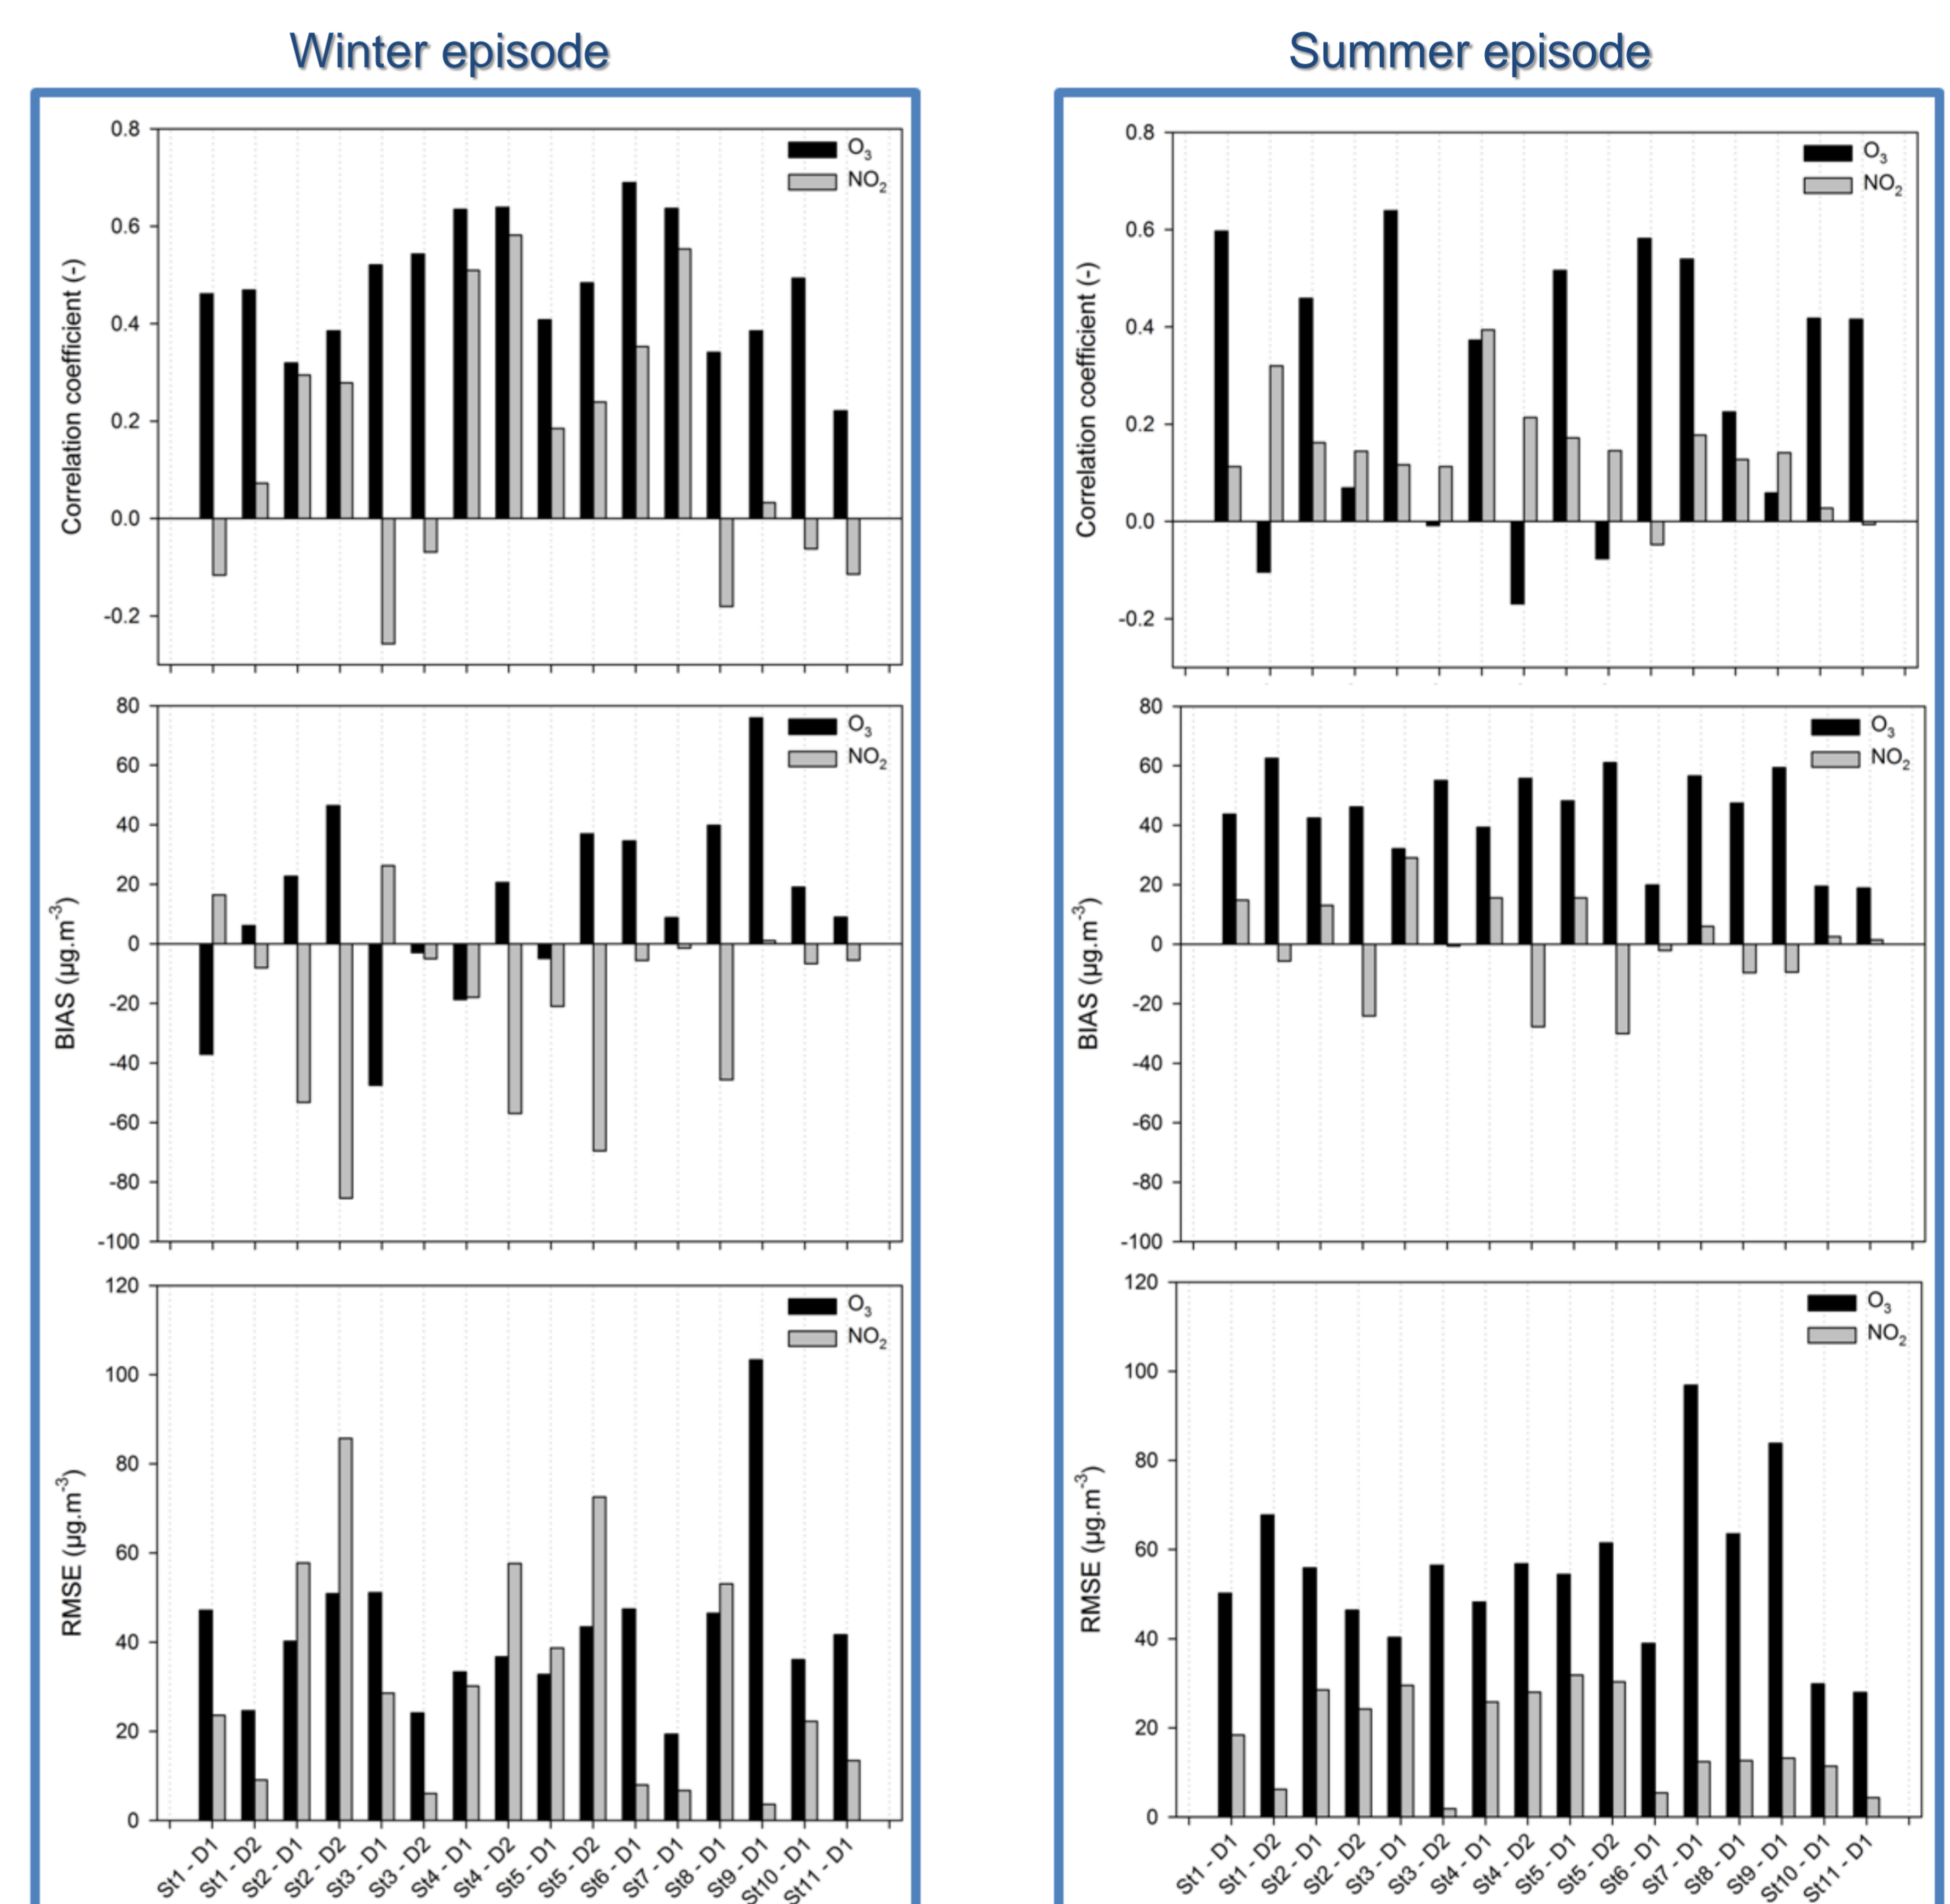 Winter episode
Summer episode
Correlation coefficient (-)
0.8
0.6
0.4
0.2
0.0
-0.2
O3
NO2
BIAS (µg.m-3)
80
60
40
20
0
-20
-40
-60
-80
-100
O3
NO2
RMSE (µg.m-3)
120
100
80
60
40
20
0
O3
NO2
St1 - D1
St1 - D2
St2 - D1
St2 - D2
St3 - D1
St3 - D2
St4 - D1
St4 - D2
St5 - D1
St5 - D2
St6 - D1
St7 - D1
St8 - D1
St9 - D1
St10 - D1
St11 - D1
Correlation coefficient (-)
0.8
0.6
0.4
0.2
0.0
-0.2
O3
NO2
BIAS (µg.m-3)
80
60
40
20
0
-20
-40
-60
-80
-100
O3
NO2
RMSE (µg.m-3)
120
100
80
60
40
20
0
O3
NO2
St1 - D1
St1 - D2
St2 - D1
St2 - D2
St3 - D1
St3 - D2
St4 - D1
St4 - D2
St5 - D1
St5 - D2
St6 - D1
St7 - D1
St8 - D1
St9 - D1
St10 - D1
St11 - D1